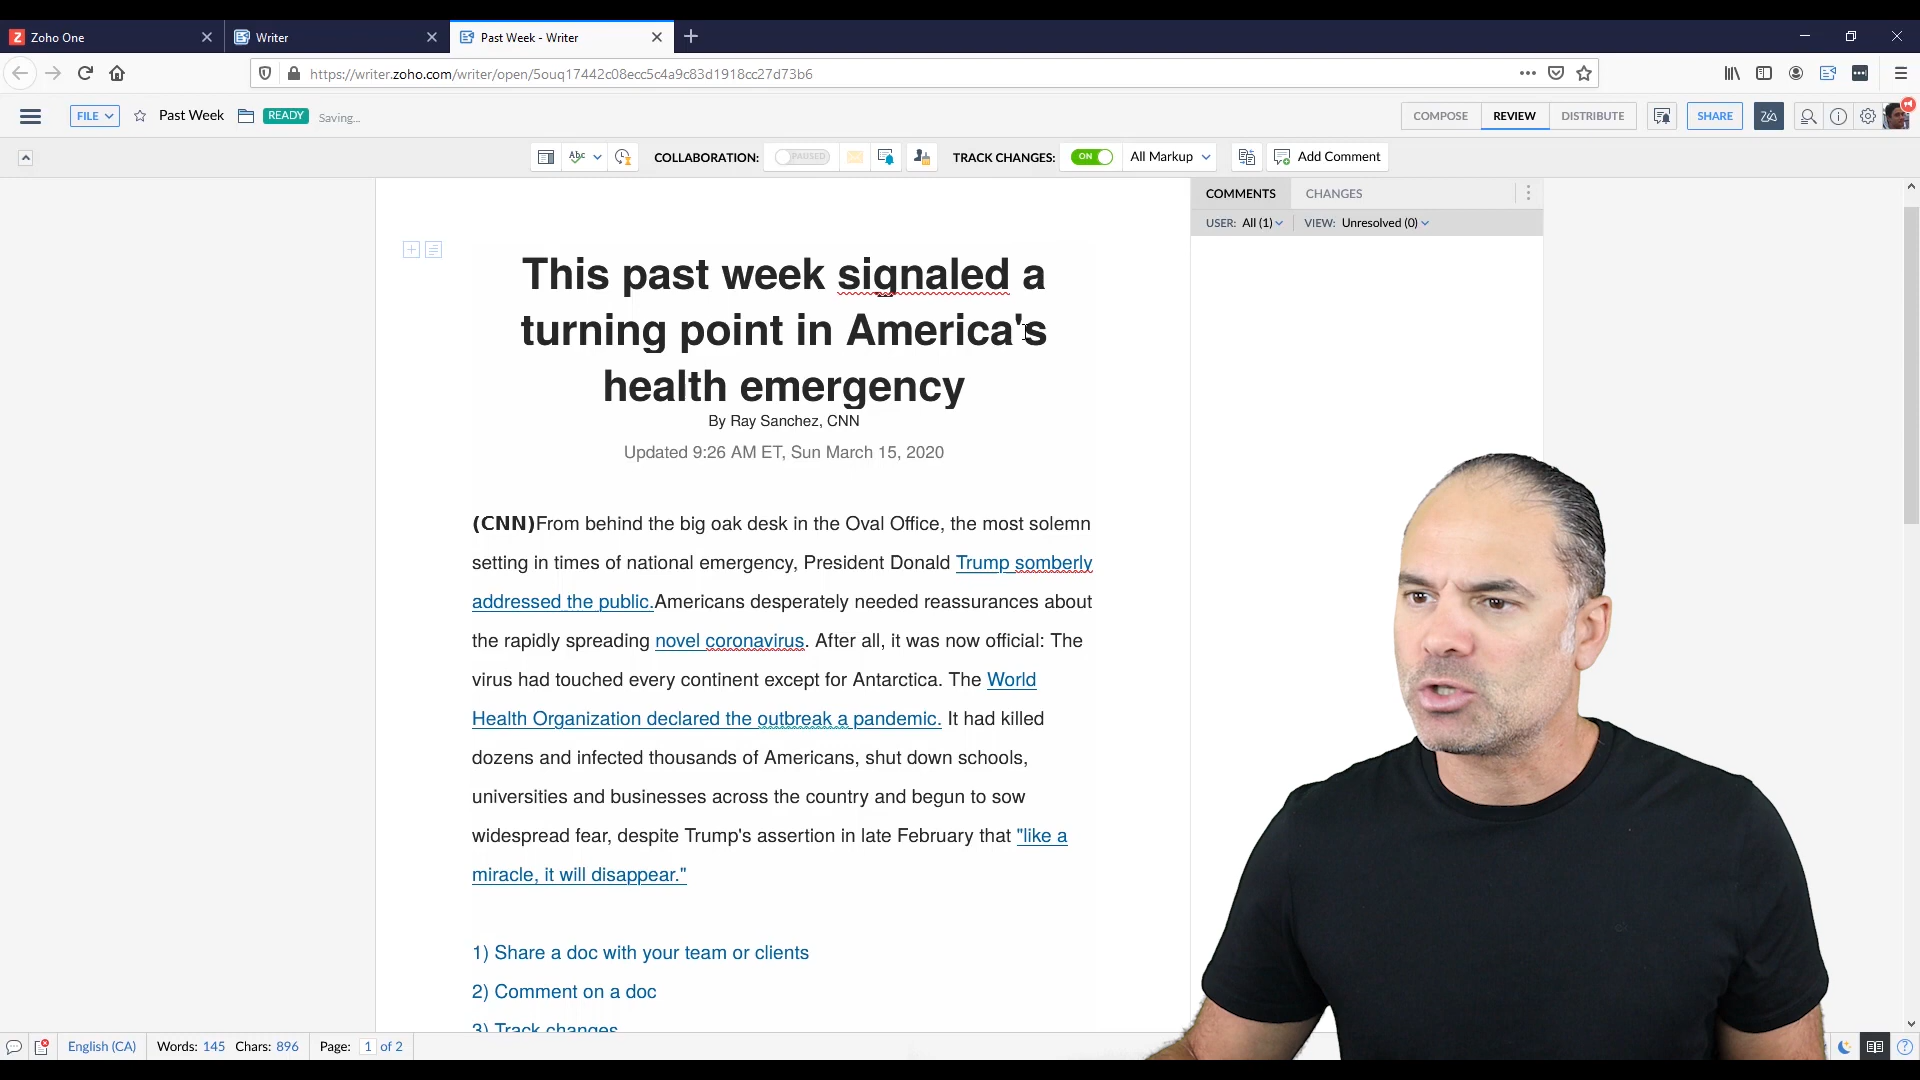 Zoho One
Writer
Past Week - Writer
https://writer.zoho.com/writer/open/5ouq17442c08ecc5c4a9c83d1918cc27d73b6
FILE
Past Week
READY
Saving...
COMPOSE
REVIEW
DISTRIBUTE
SHARE
Abc
COLLABORATION:
PAUSED
TRACK CHANGES:
ON
All Markup
Add Comment
COMMENTS
CHANGES
USER: All (1)
VIEW: Unresolved (0)
This past week signaled a
turning point in America's
health emergency
By Ray Sanchez, CNN
Updated 9:26 AM ET, Sun March 15, 2020
(CNN)From behind the big oak desk in the Oval Office, the most solemn
setting in times of national emergency, President Donald Trump somberly
addressed the public.Americans desperately needed reassurances about
the rapidly spreading novel coronavirus. After all, it was now official: The
virus had touched every continent except for Antarctica. The World
Health Organization declared the outbreak a pandemic. It had killed
dozens and infected thousands of Americans, shut down schools,
universities and businesses across the country and begun to sow
widespread fear, despite Trump's assertion in late February that "like a
miracle, it will disappear."
1) Share a doc with your team or clients
2) Comment on a doc
3) Track changes
English (CA)
Words: 145
Chars: 896
Page: 1 of 2